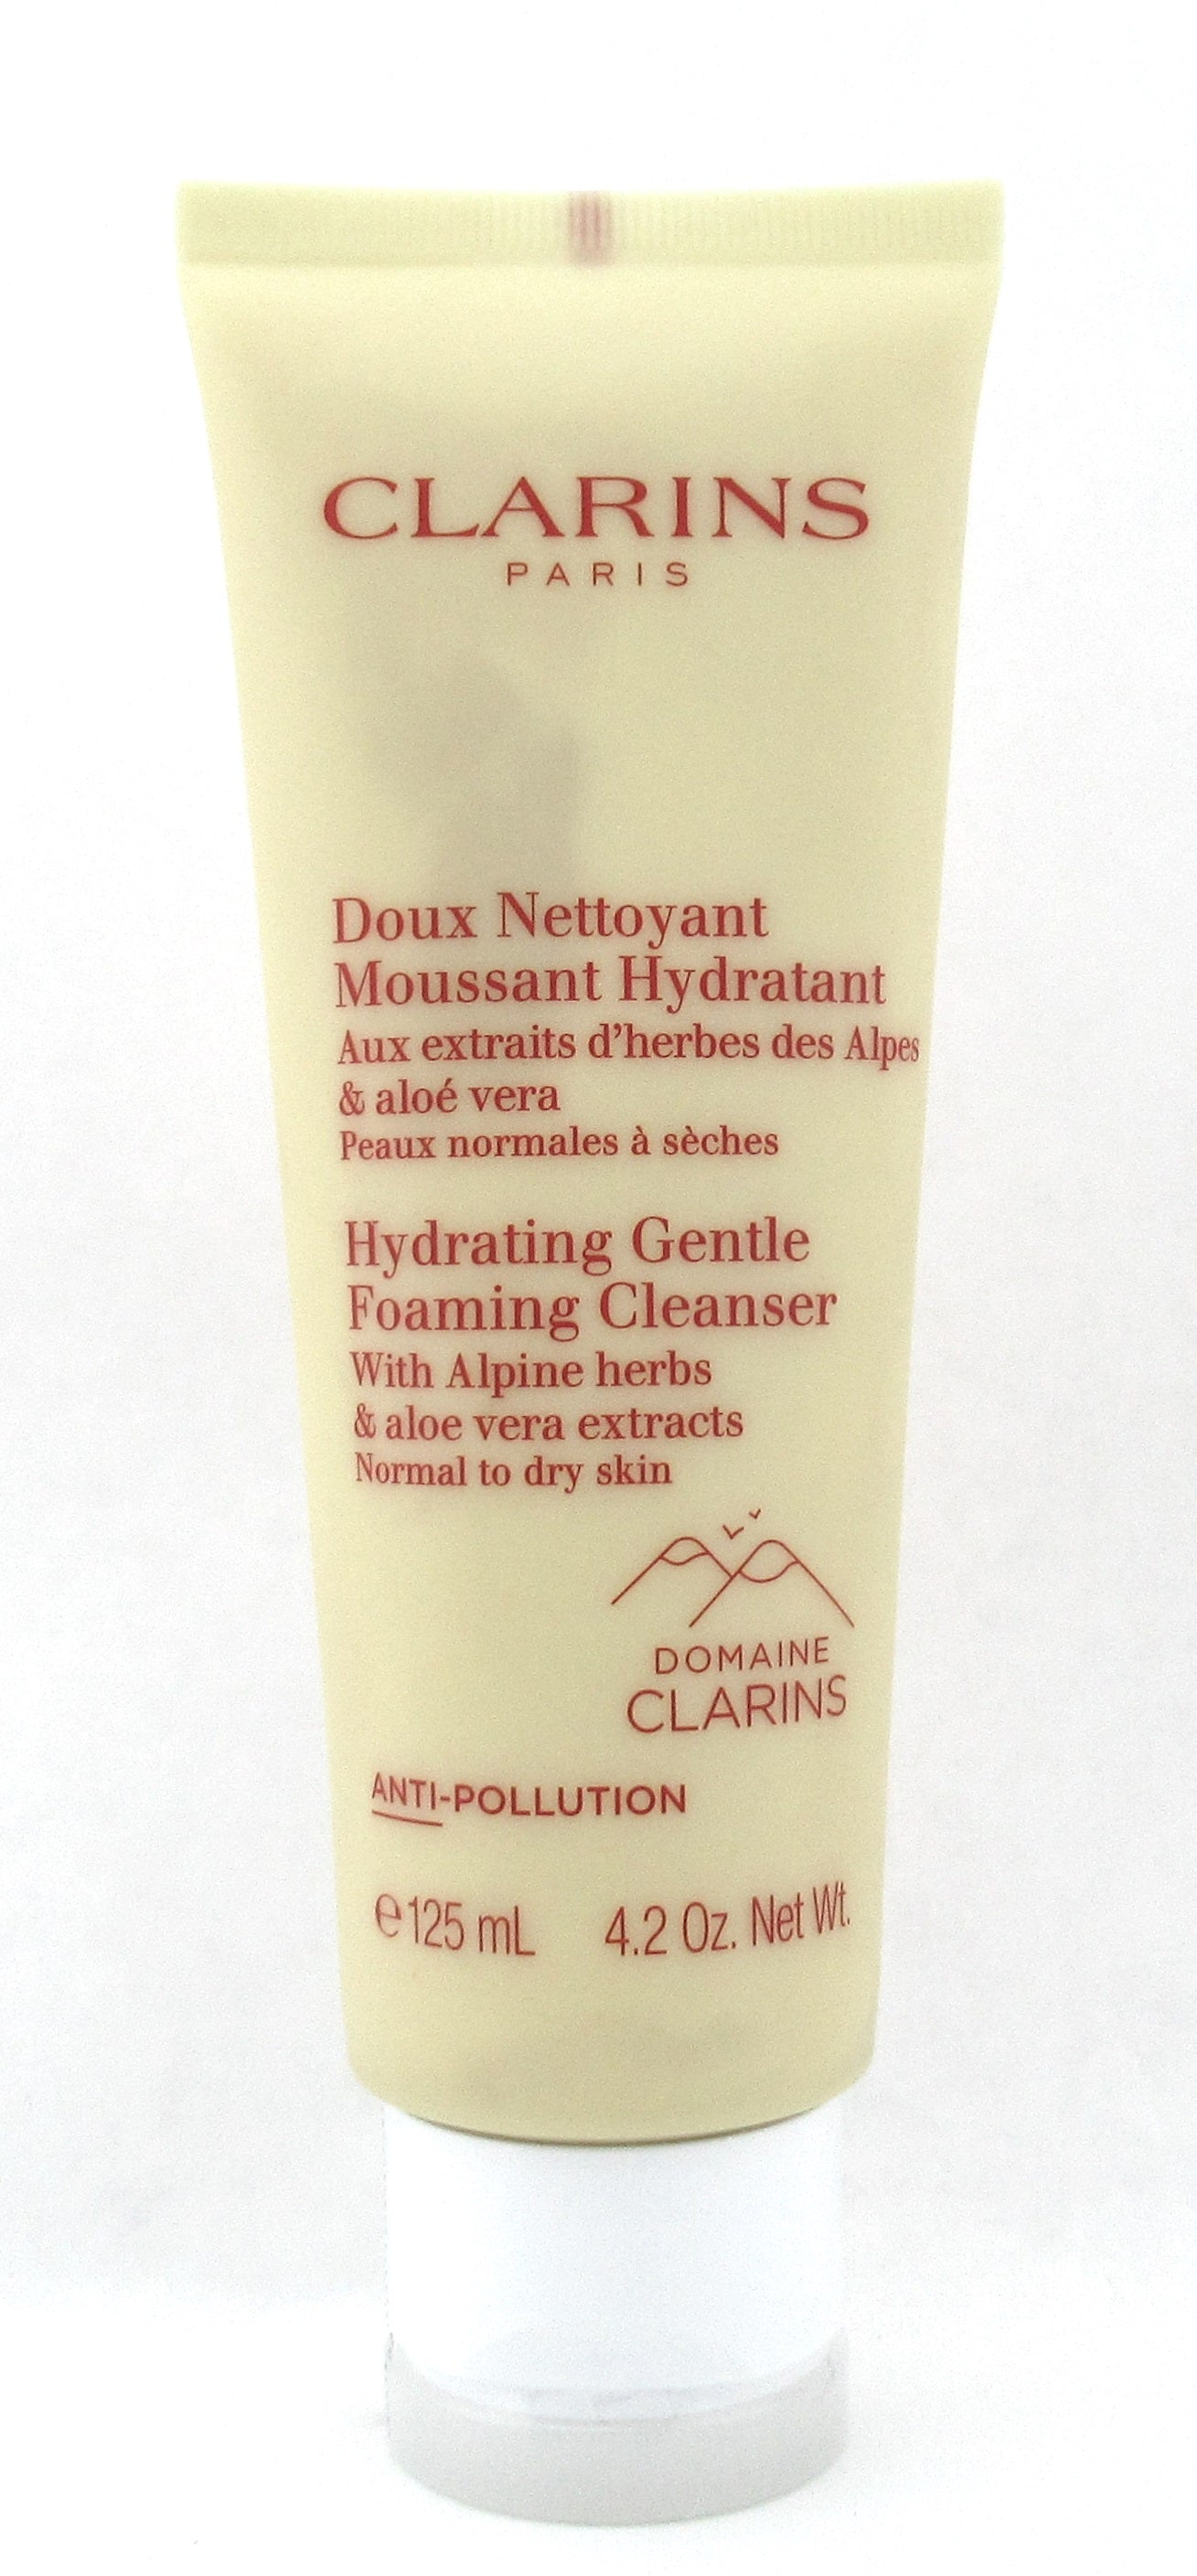 CLARINS
PARIS
Doux Nettoyant
Moussant Hydratant
Aux extraits d'herbes des Alpes
& aloé vera
Peaux normales à sèches
Hydrating Gentle
Foaming Cleanser
With Alpine herbs
& aloe vera extracts
Normal to dry skin
DOMAINE
CLARINS
ANTI-POLLUTION
℮125 mL 4.2 Oz. Net Wt.